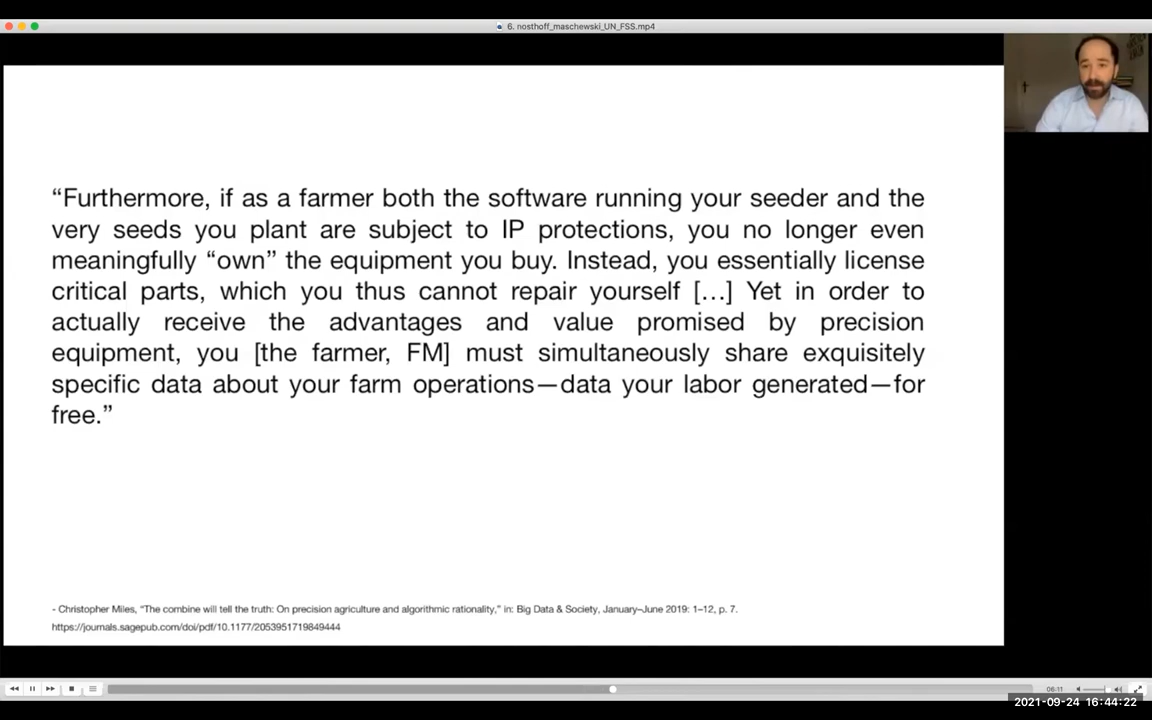 6. nosthoff_maschewski_UN_FSS.mp4
“Furthermore, if as a farmer both the software running your seeder and the
very seeds you plant are subject to IP protections, you no longer even
meaningfully “own” the equipment you buy. Instead, you essentially license
critical parts, which you thus cannot repair yourself […] Yet in order to
actually receive the advantages and value promised by precision
equipment, you [the farmer, FM] must simultaneously share exquisitely
specific data about your farm operations—data your labor generated—for
free.”
- Christopher Miles, “The combine will tell the truth: On precision agriculture and algorithmic rationality,” in: Big Data & Society, January–June 2019: 1–12, p. 7.
https://journals.sagepub.com/doi/pdf/10.1177/2053951719849444
06:11
2021-09-24 16:44:22